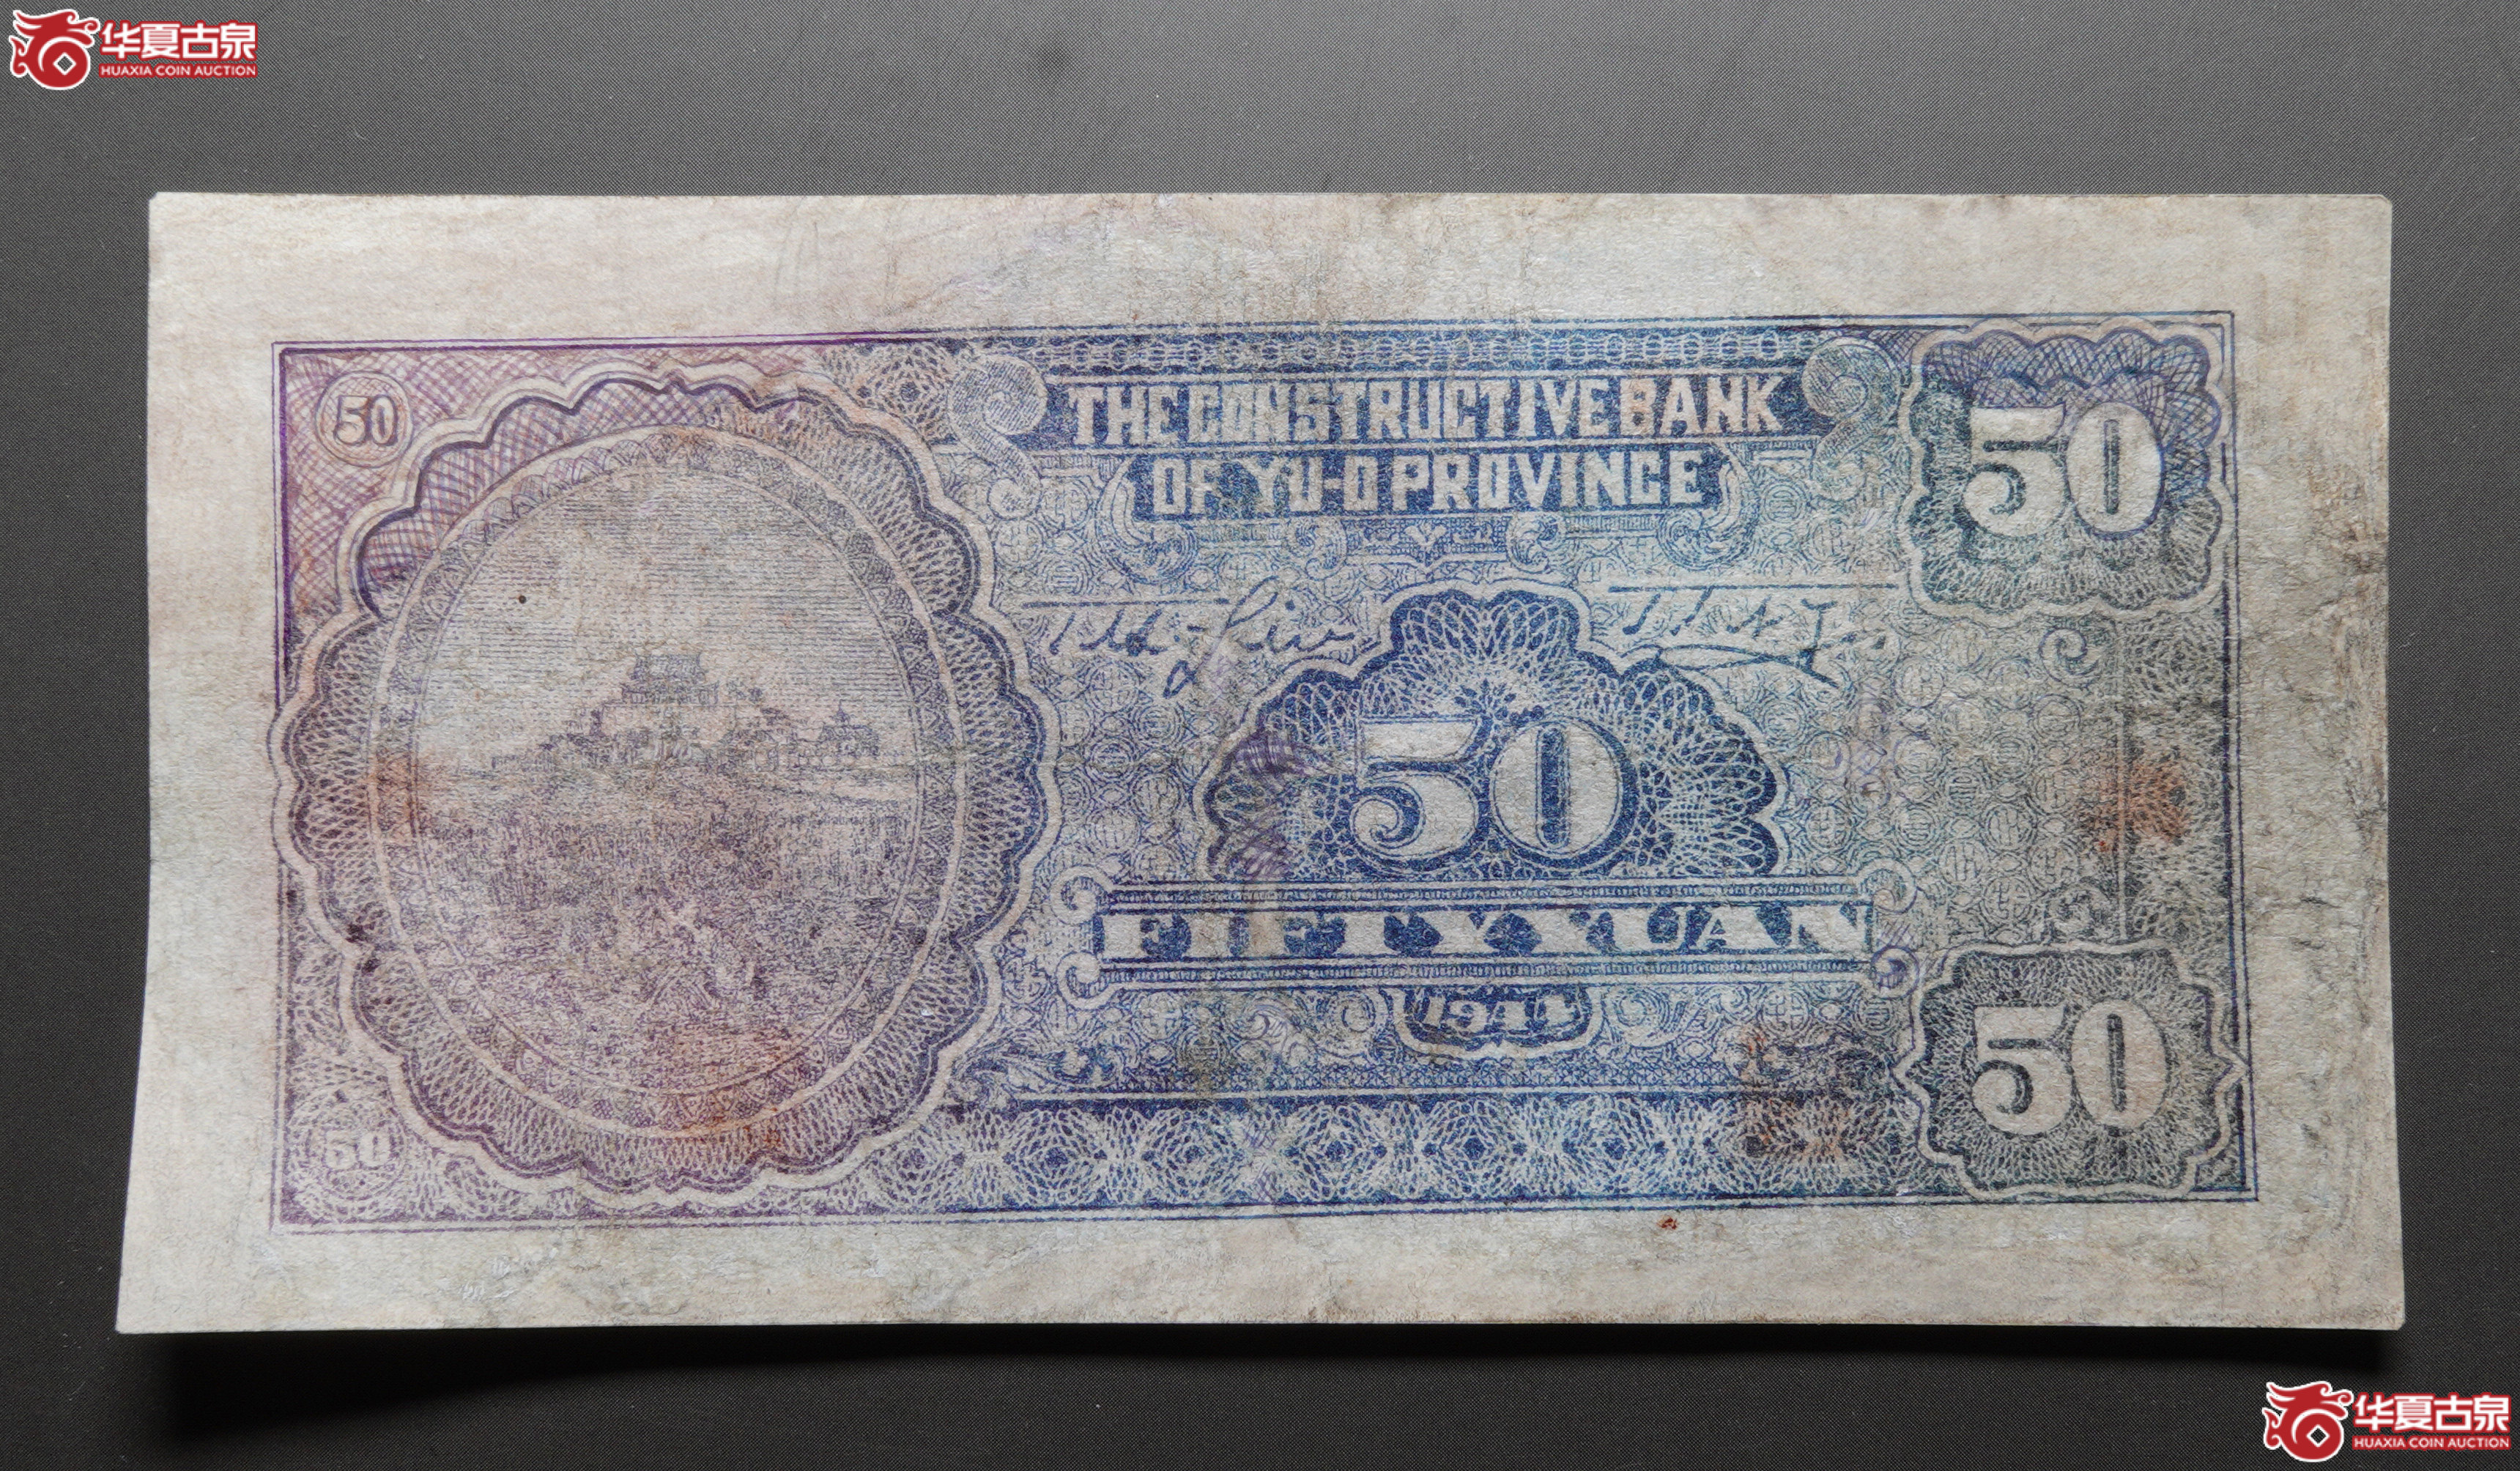 华夏古泉
HUAXIA COIN AUCTION
50
THE CONSTRUCTIVE BANK
OF YU-O PROVINCE
50
50
FIFTY YUAN
1944
50
50
华夏古泉
HUAXIA COIN AUCTION